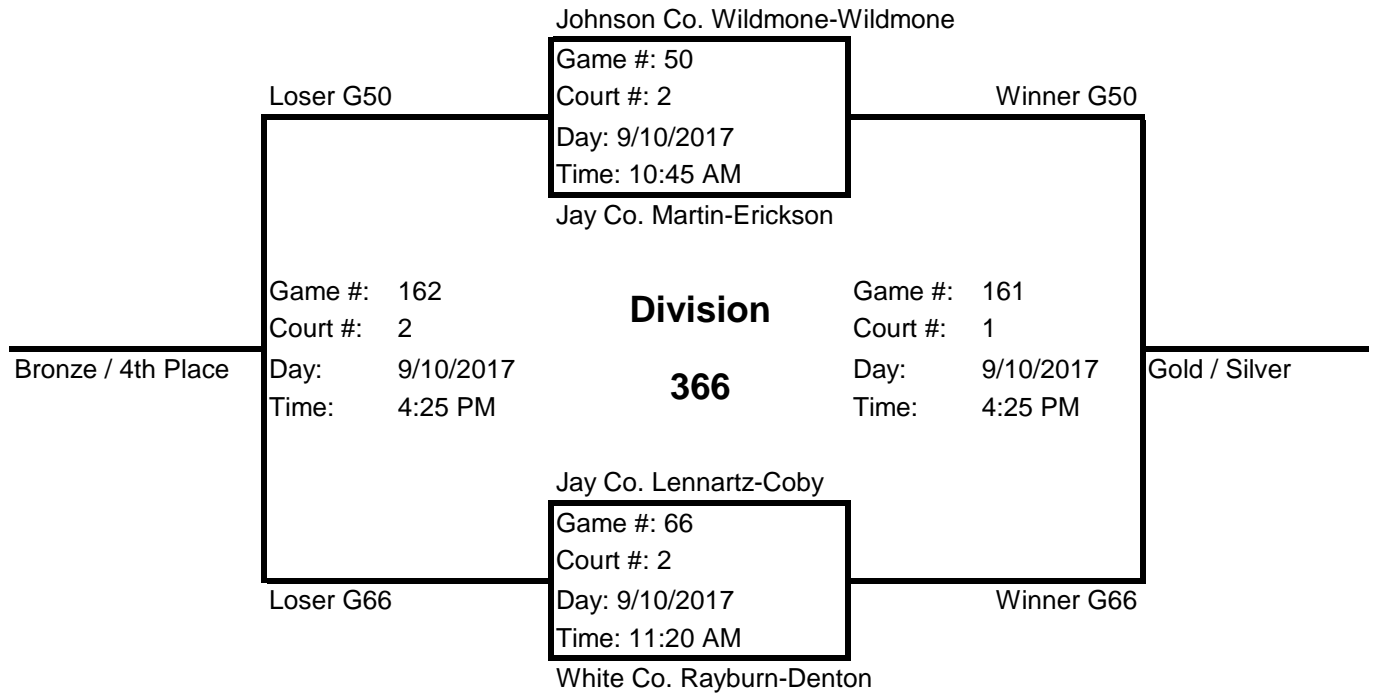 Johnson Co. Wildmone-Wildmone
Game #: 50
Loser G50 Court #: 2 Winner G50
Day: 9/10/2017
Time: 10:45 AM
Jay Co. Martin-Erickson
Game #: 162 Division Game #: 161
Court #: 2 Court #: 1
Bronze / 4th Place Day: 9/10/2017 366 Day: 9/10/2017 Gold / Silver
Time: 4:25 PM Time: 4:25 PM
Jay Co. Lennartz-Coby
Game #: 66
Court #: 2
Loser G66 Day: 9/10/2017 Winner G66
Time: 11:20 AM
White Co. Rayburn-Denton